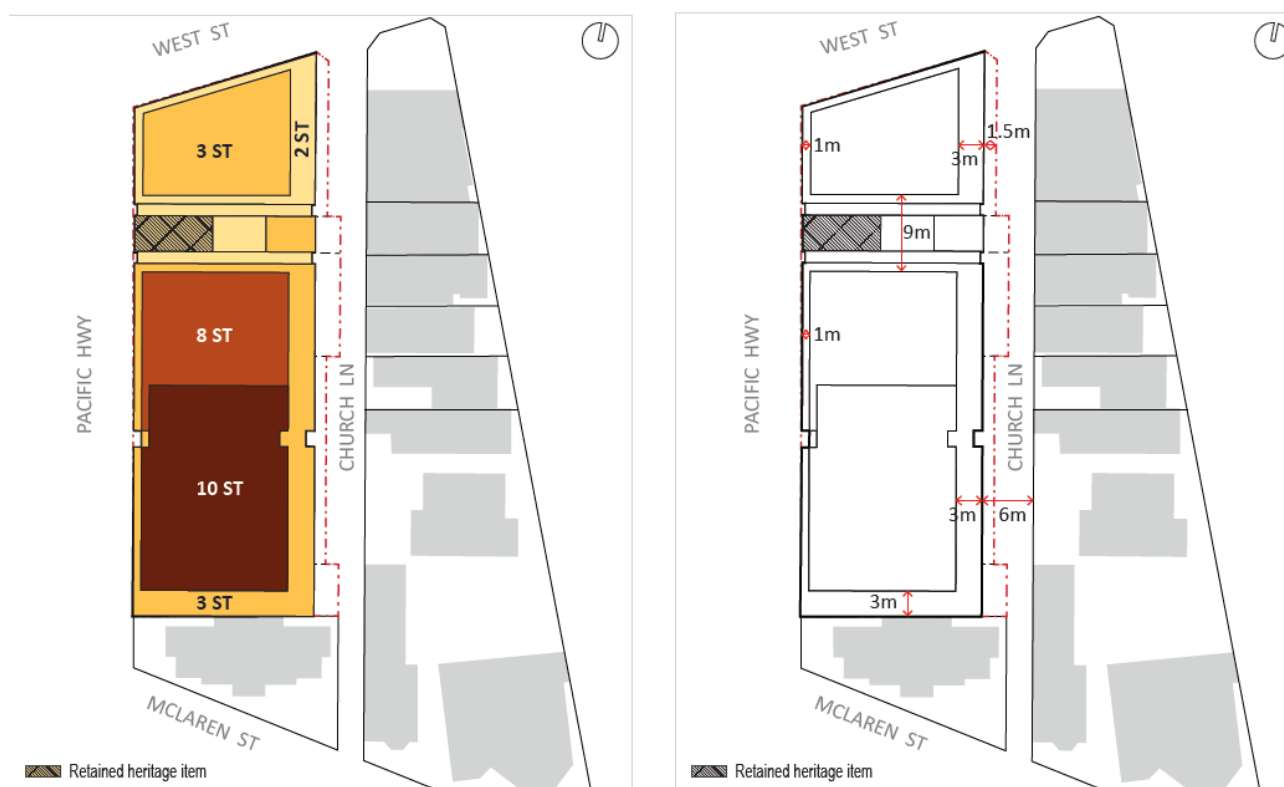 WEST ST
3 ST
2 ST
8 ST
PACIFIC HWY
CHURCH LN
10 ST
3 ST
MCLAREN ST
Retained heritage item
WEST ST
1m
3m
1.5m
9m
1m
PACIFIC HWY
CHURCH LN
3m
6m
3m
MCLAREN ST
Retained heritage item